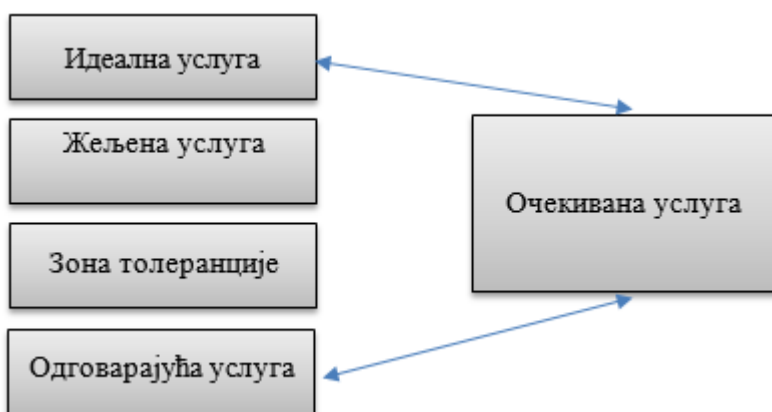 Идеална услуга
Жељена услуга
Очекивана услуга
Зона толеранције
Одговарајућа услуга